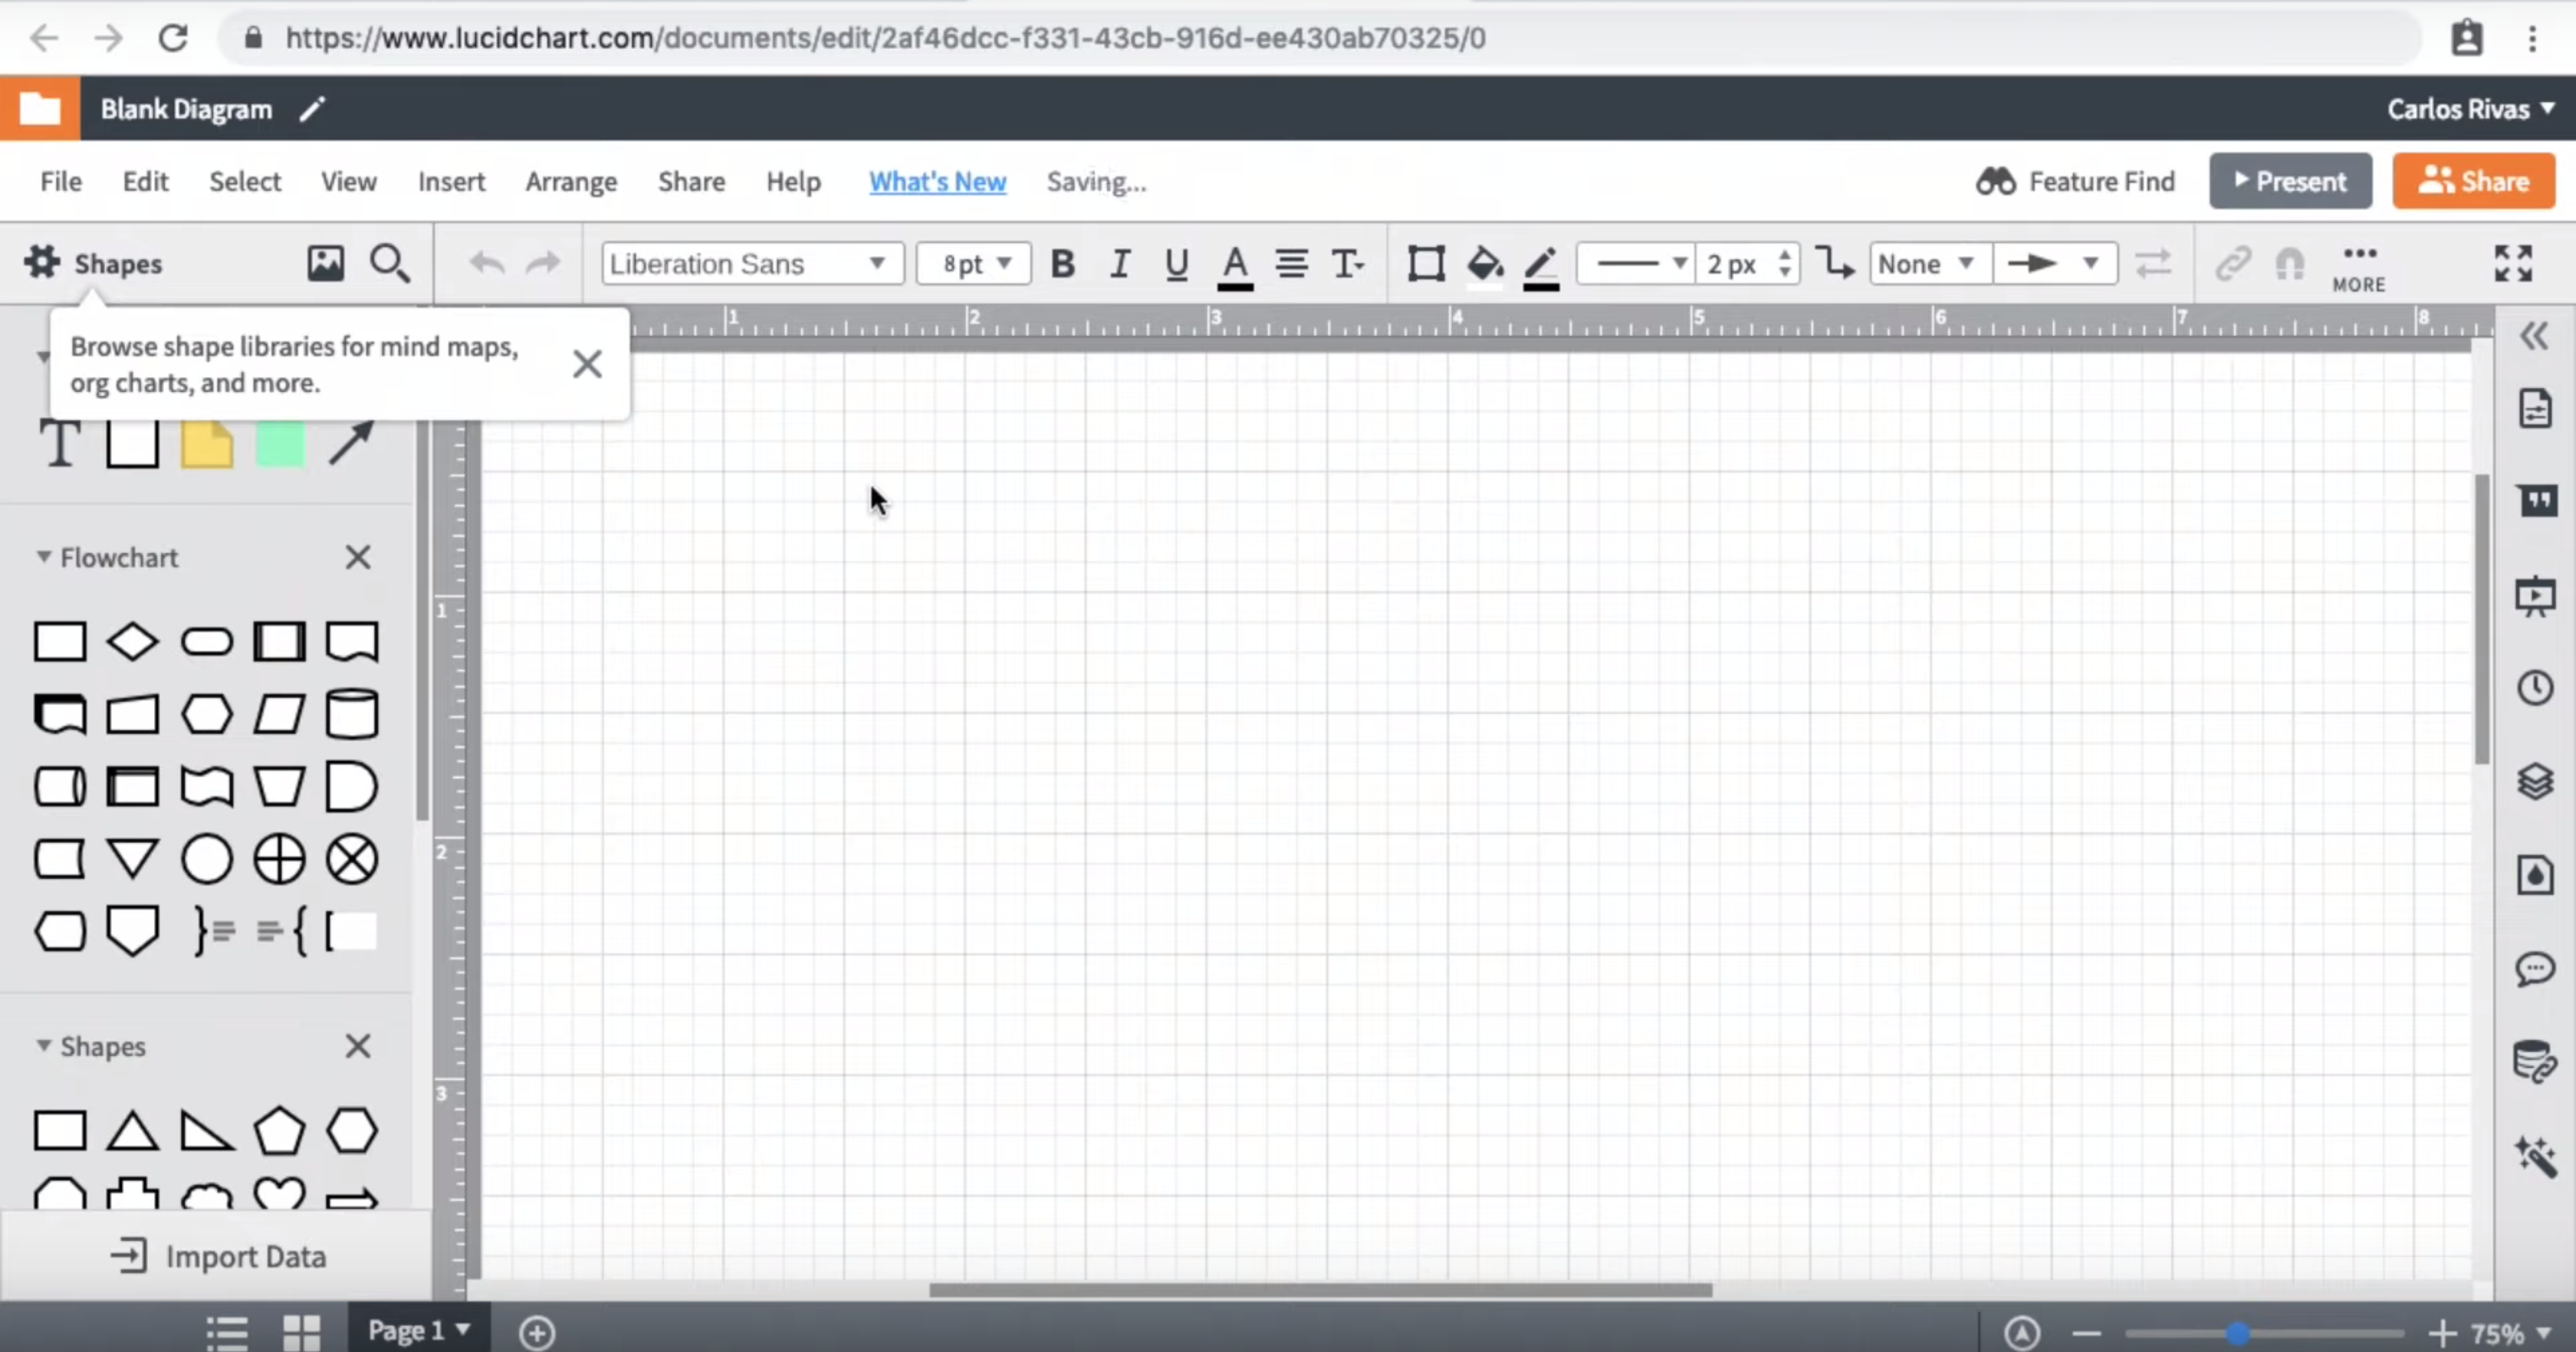 https://www.lucidchart.com/documents/edit/2af46dcc-f331-43cb-916d-ee430ab70325/0
Blank Diagram
Carlos Rivas
File Edit Select View Insert Arrange Share Help What's New Saving... Feature Find Present Share
Shapes Liberation Sans 8 pt B I U A T 2 px None MORE
1 2 3 4 5 6 7 8
Browse shape libraries for mind maps,
org charts, and more.
T
Flowchart
1
2
Shapes
3
Import Data
Page 1 75%